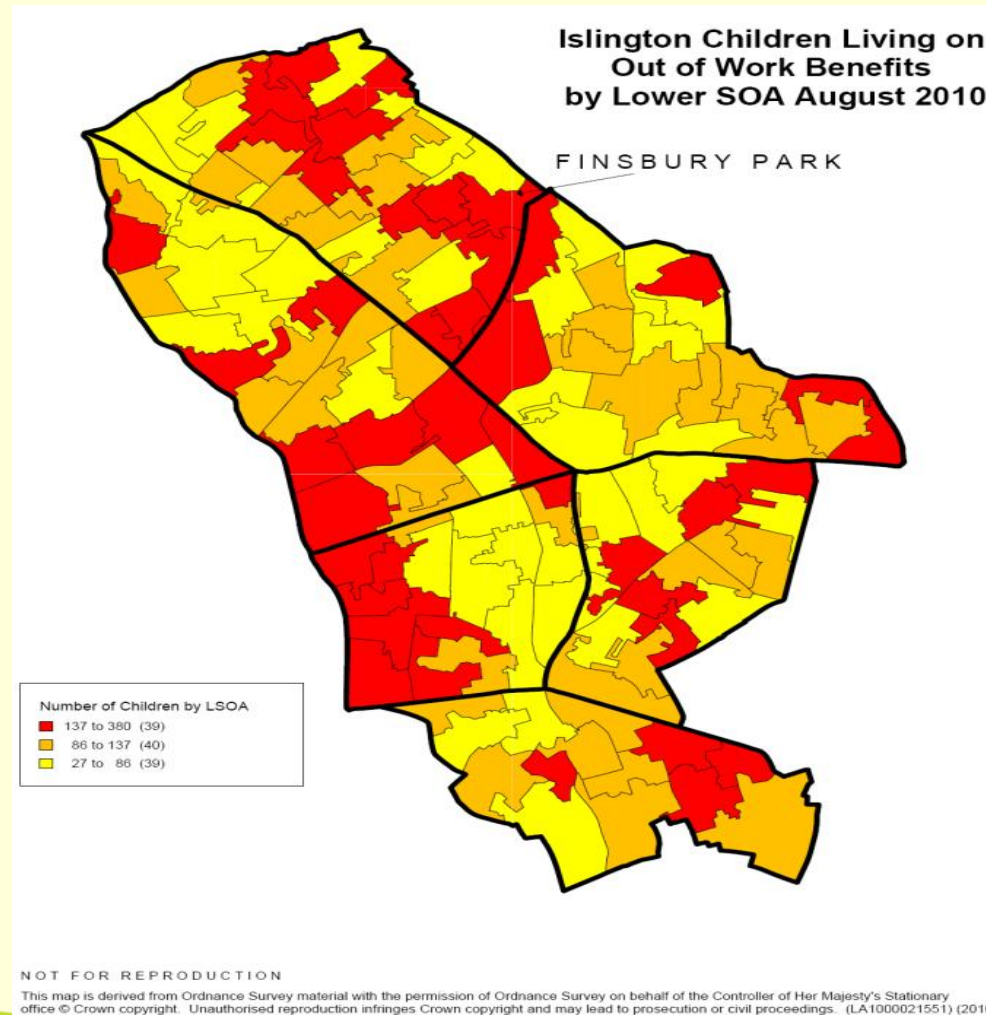 Islington Children Living on
Out of Work Benefits
by Lower SOA August 2010
FINSBURY PARK
Number of Children by LSOA
137 to 380 (39)
86 to 137 (40)
27 to 86 (39)
NOT FOR REPRODUCTION
This map is derived from Ordnance Survey material with the permission of Ordnance Survey on behalf of the Controller of Her Majesty's Stationary
office © Crown copyright. Unauthorised reproduction infringes Crown copyright and may lead to prosecution or civil proceedings. (LA1000021551) (2010